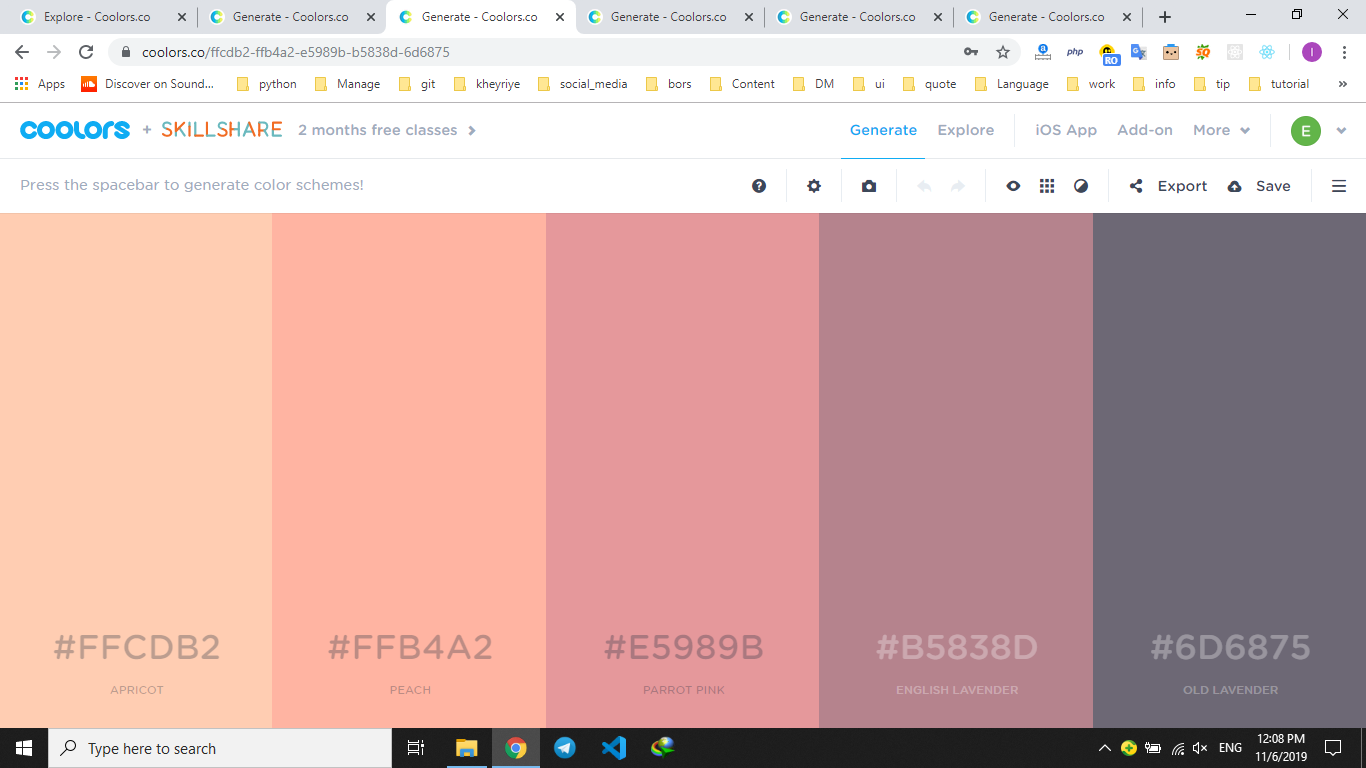 Explore - Coolors.co
Generate - Coolors.co
Generate - Coolors.co
Generate - Coolors.co
Generate - Coolors.co
Generate - Coolors.co
coolors.co/ffcdb2-ffb4a2-e5989b-b5838d-6d6875
php
RO
I
Apps
Discover on Sound...
python
Manage
git
kheyriye
social_media
bors
Content
DM
ui
quote
Language
work
info
tip
tutorial
coolors + SKILLSHARE 2 months free classes
Generate
Explore
iOS App
Add-on
More
E
Press the spacebar to generate color schemes!
Export
Save
#FFCDB2
APRICOT
#FFB4A2
PEACH
#E5989B
PARROT PINK
#B5838D
ENGLISH LAVENDER
#6D6875
OLD LAVENDER
Type here to search
ENG
12:08 PM
11/6/2019